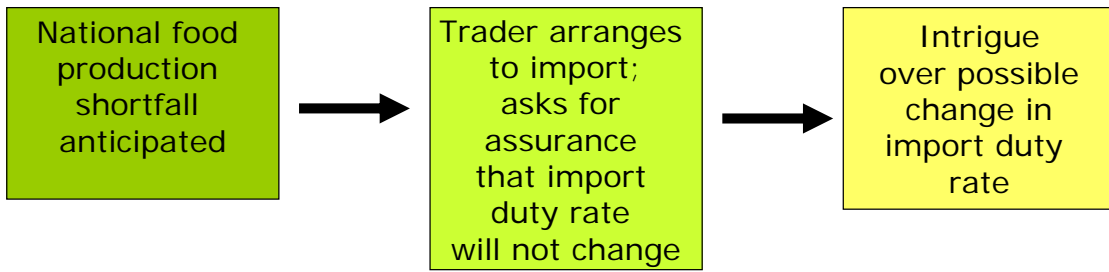 National food
production
shortfall
anticipated
Trader arranges
to import;
asks for
assurance
that import
duty rate
will not change
Intrigue
over possible
change in
import duty
rate